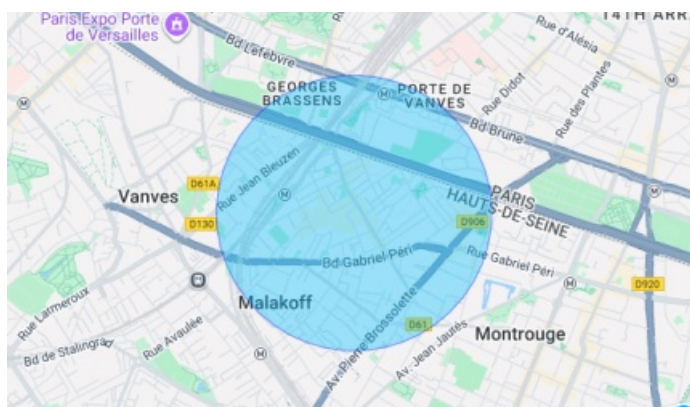 Paris Expo Porte
de Versailles
14TH ARR
Bd Lefebvre
Rue d'Alésia
GEORGES
BRASSENS
M
PORTE DE
VANVES
Rue Didot
Rue des Plantes
M
M
Bd Brune
Rue Jean Bleuzen
D61A
Vanves
M
PARIS
HAUTS-DE-SEINE
M
D130
D906
Bd Gabriel Péri
Rue Gabriel Péri
M
D920
Rue Larmeroux
Malakoff
Rue Avaulée
D61
Montrouge
Bd de Stalingrad
M
Av. Pierre Brossolette
Av. Jean Jaurès